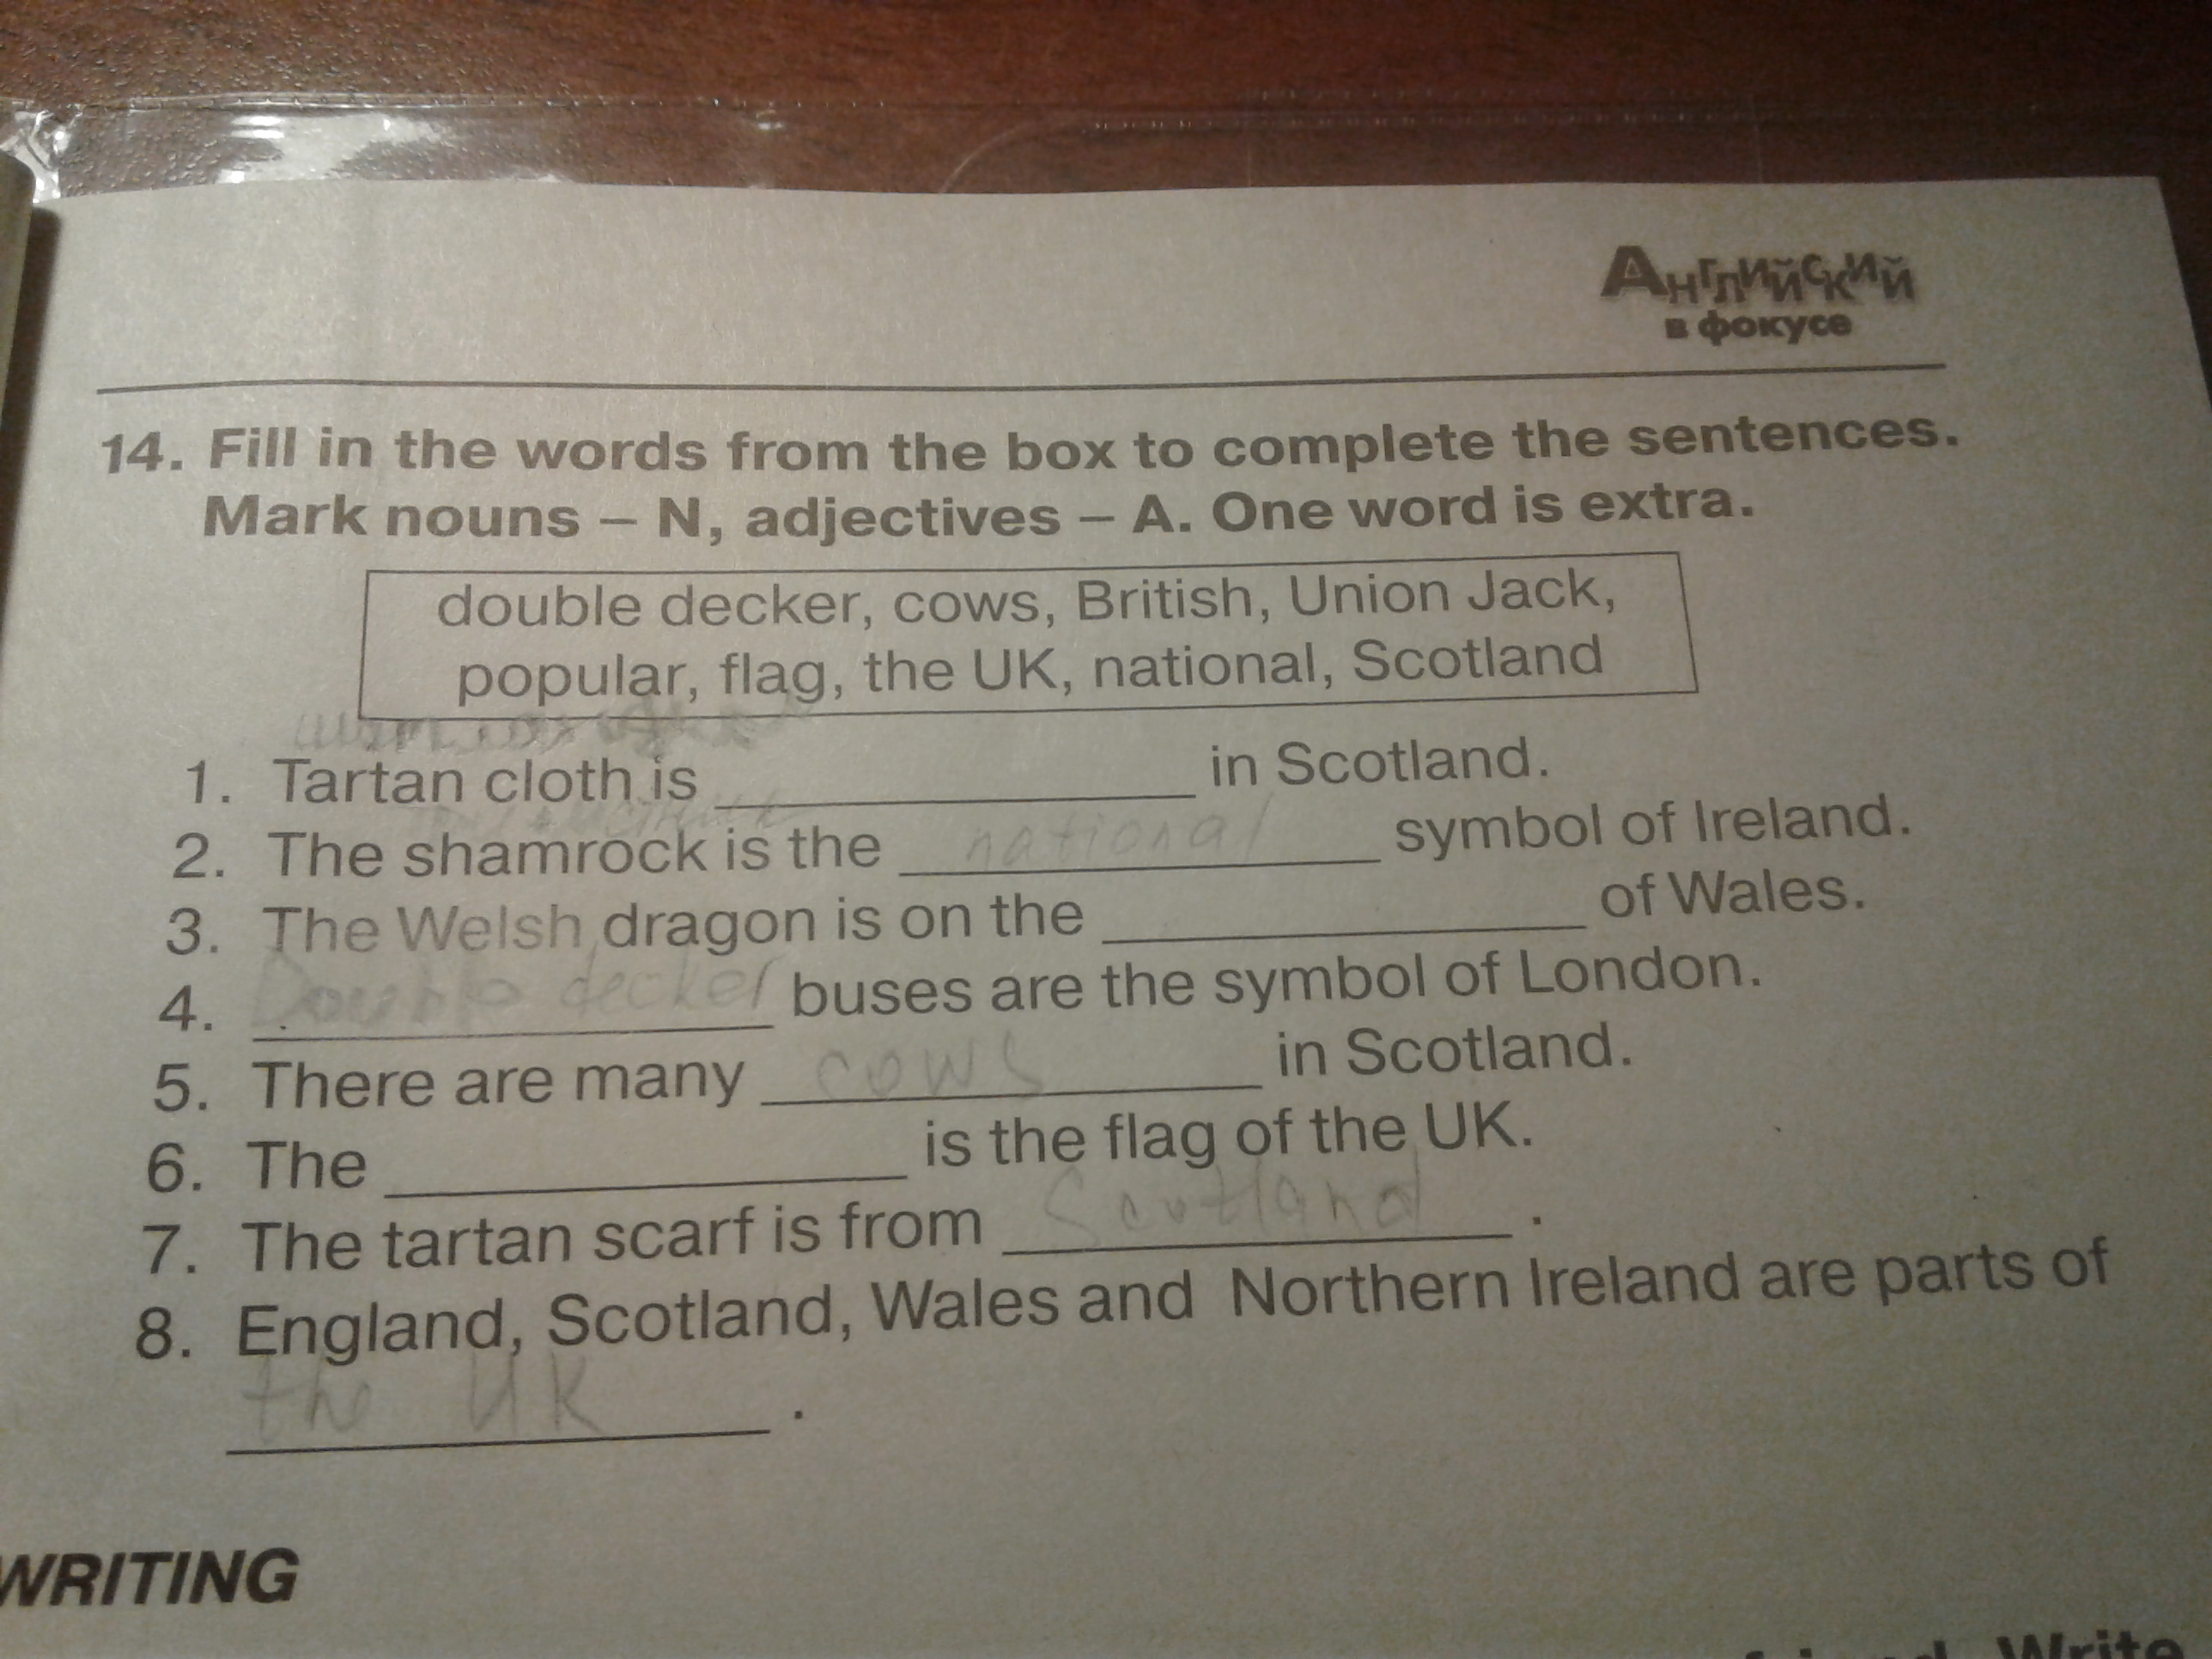 Английский
в фокусе
14. Fill in the words from the box to complete the sentences.
Mark nouns – N, adjectives – A. One word is extra.
double decker, cows, British, Union Jack,
popular, flag, the UK, national, Scotland
1. Tartan cloth is ____________ in Scotland.
2. The shamrock is the national symbol of Ireland.
3. The Welsh dragon is on the ____________ of Wales.
4. Double decker buses are the symbol of London.
5. There are many cows in Scotland.
6. The ____________ is the flag of the UK.
7. The tartan scarf is from Scotland .
8. England, Scotland, Wales and Northern Ireland are parts of
the UK .
WRITING
Write